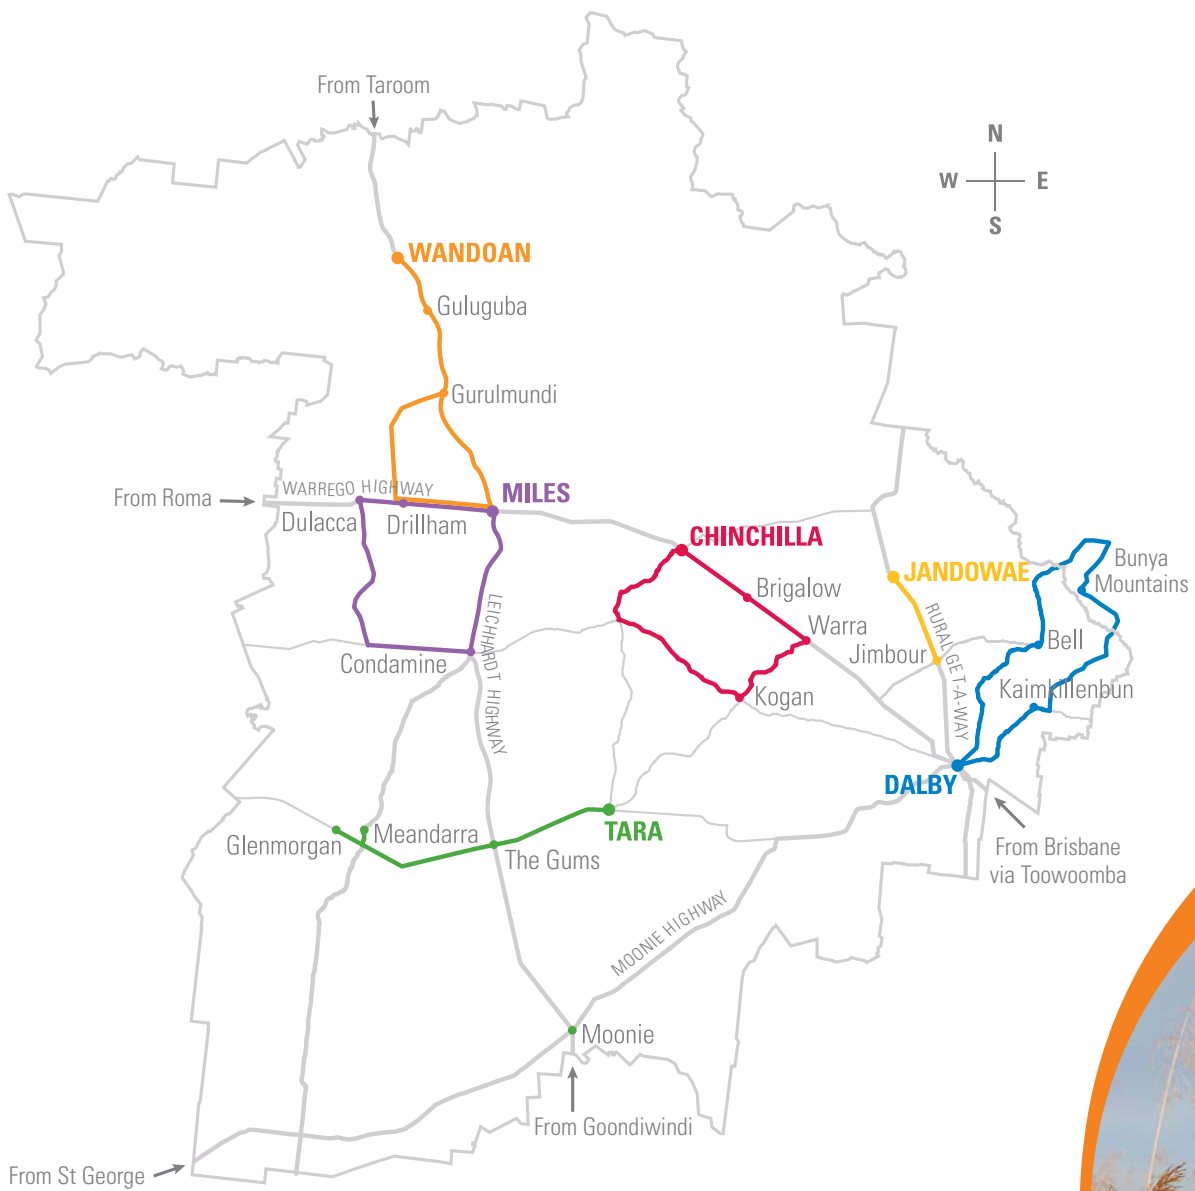 From Taroom
N
W
E
S
WANDOAN
Guluguba
Gurulmundi
WARREGO HIGHWAY
From Roma
MILES
Dulacca
Drillham
CHINCHILLA
JANDOWAE
Bunya
Mountains
Brigalow
Warra
LEICHHARDT HIGHWAY
RURAL GET-A-WAY
Jimbour
Bell
Condamine
Kogan
Kaimkillenbun
DALBY
TARA
Glenmorgan
Meandarra
The Gums
From Brisbane
via Toowoomba
MOONIE HIGHWAY
Moonie
From Goondiwindi
From St George